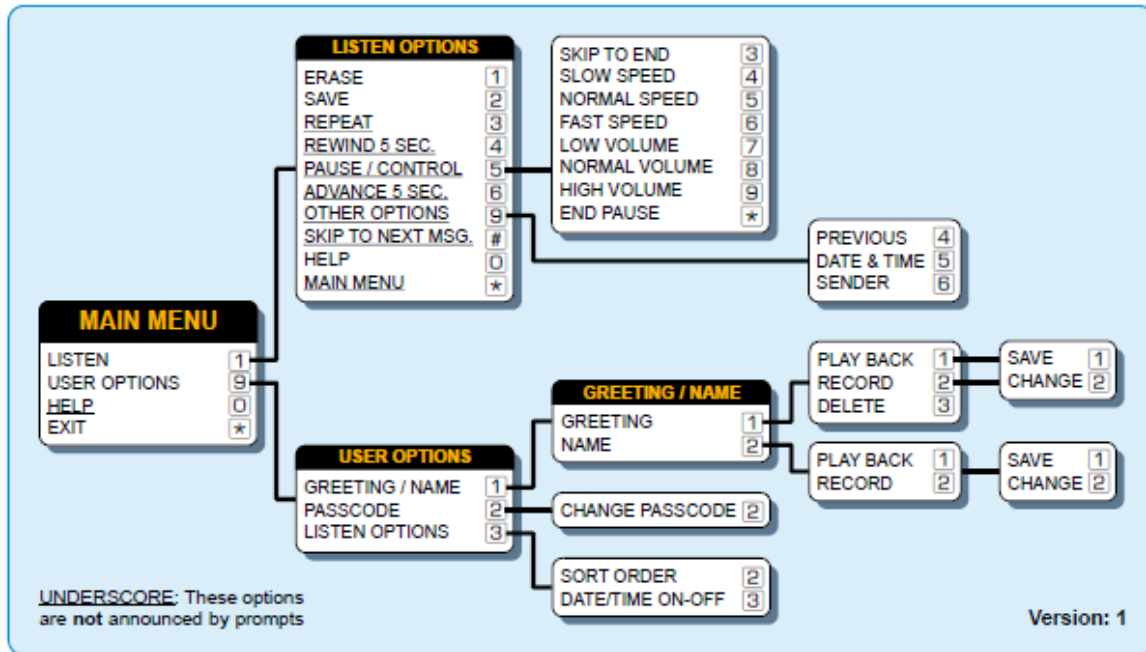 LISTEN OPTIONS
ERASE 1
SAVE 2
REPEAT 3
REWIND 5 SEC. 4
PAUSE / CONTROL 5
ADVANCE 5 SEC. 6
OTHER OPTIONS 9
SKIP TO NEXT MSG. #
HELP 0
MAIN MENU *
SKIP TO END 3
SLOW SPEED 4
NORMAL SPEED 5
FAST SPEED 6
LOW VOLUME 7
NORMAL VOLUME 8
HIGH VOLUME 9
END PAUSE *
PREVIOUS 4
DATE & TIME 5
SENDER 6
MAIN MENU
LISTEN 1
USER OPTIONS 9
HELP 0
EXIT *
USER OPTIONS
GREETING / NAME 1
PASSCODE 2
LISTEN OPTIONS 3
GREETING / NAME
GREETING 1
NAME 2
PLAY BACK 1
RECORD 2
DELETE 3
SAVE 1
CHANGE 2
PLAY BACK 1
RECORD 2
SAVE 1
CHANGE 2
CHANGE PASSCODE 2
SORT ORDER 2
DATE/TIME ON-OFF 3
UNDERSCORE: These options
are not announced by prompts
Version: 1